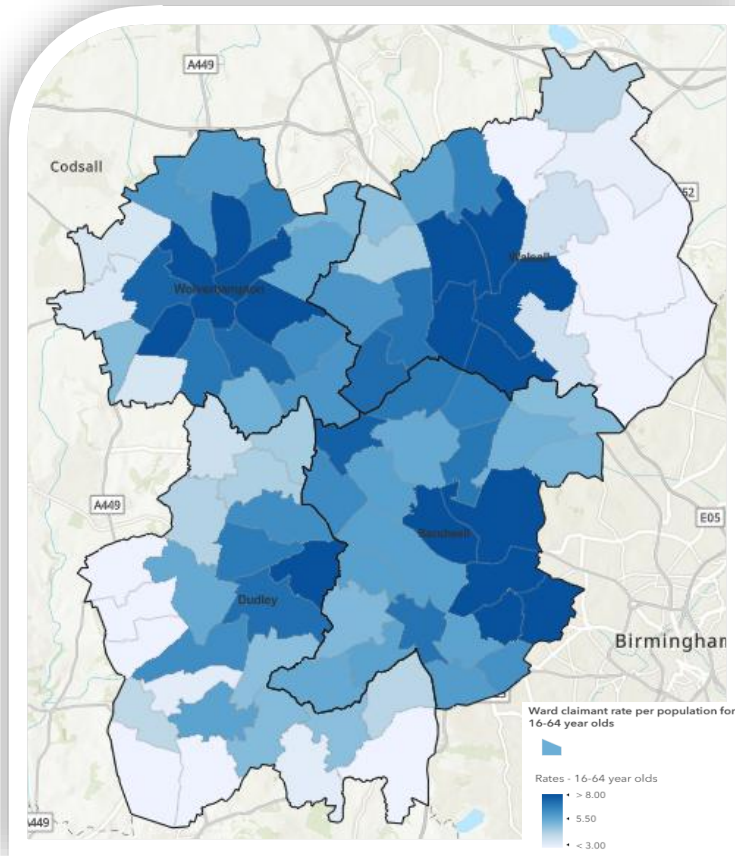 A449
Codsall
Walsall
Wolverhampton
A449
E05
Sandwell
Dudley
Birmingham
Ward claimant rate per population for
16-64 year olds
Rates - 16-64 year olds
> 8.00
5.50
< 3.00
A449